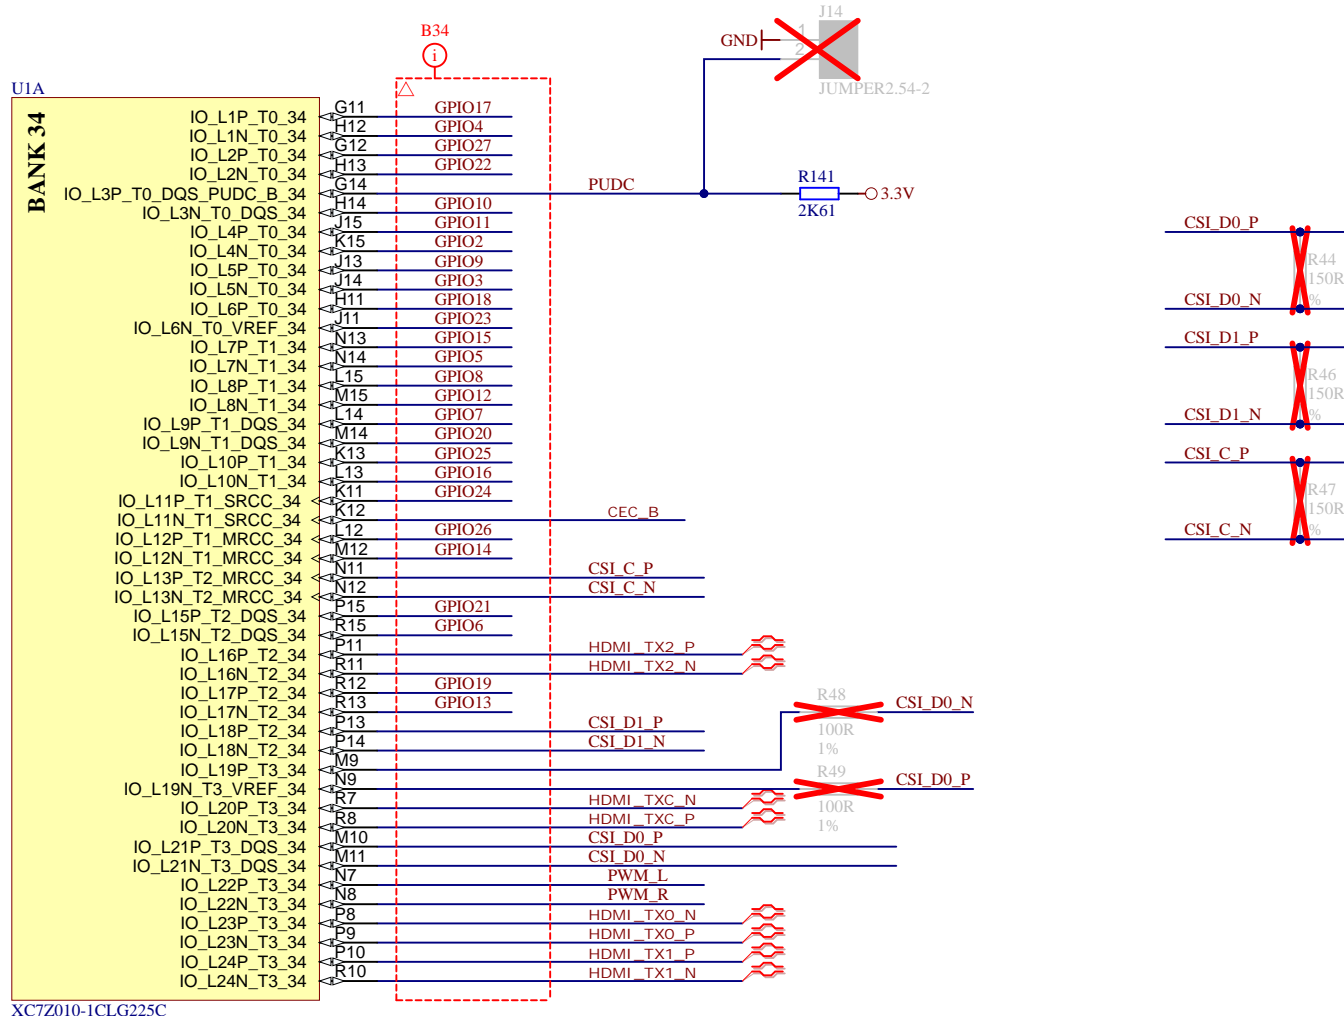 B34
i
J14
GND
1
2
JUMPER2.54-2
U1A
BANK 34
IO_L1P_T0_34 G11 GPIO17
IO_L1N_T0_34 H12 GPIO4
IO_L2P_T0_34 G12 GPIO27
IO_L2N_T0_34 H13 GPIO22
IO_L3P_T0_DQS_PUDC_B_34 G14 PUDC
R141
2K61
3.3V
IO_L3N_T0_DQS_34 H14 GPIO10
IO_L4P_T0_34 J15 GPIO11
IO_L4N_T0_34 K15 GPIO2
IO_L5P_T0_34 J13 GPIO9
IO_L5N_T0_34 J14 GPIO3
IO_L6P_T0_34 H11 GPIO18
IO_L6N_T0_VREF_34 J11 GPIO23
IO_L7P_T1_34 N13 GPIO15
IO_L7N_T1_34 N14 GPIO5
IO_L8P_T1_34 L15 GPIO8
IO_L8N_T1_34 M15 GPIO12
IO_L9P_T1_DQS_34 L14 GPIO7
IO_L9N_T1_DQS_34 M14 GPIO20
IO_L10P_T1_34 K13 GPIO25
IO_L10N_T1_34 L13 GPIO16
IO_L11P_T1_SRCC_34 K11 GPIO24
IO_L11N_T1_SRCC_34 K12 CEC_B
IO_L12P_T1_MRCC_34 L12 GPIO26
IO_L12N_T1_MRCC_34 M12 GPIO14
IO_L13P_T2_MRCC_34 N11 CSI_C_P
IO_L13N_T2_MRCC_34 N12 CSI_C_N
IO_L15P_T2_DQS_34 P15 GPIO21
IO_L15N_T2_DQS_34 R15 GPIO6
IO_L16P_T2_34 P11 HDMI_TX2_P
IO_L16N_T2_34 R11 HDMI_TX2_N
IO_L17P_T2_34 R12 GPIO19
IO_L17N_T2_34 R13 GPIO13
IO_L18P_T2_34 P13 CSI_D1_P
IO_L18N_T2_34 P14 CSI_D1_N
IO_L19P_T3_34 M9
R48
100R
1%
CSI_D0_N
IO_L19N_T3_VREF_34 N9
R49
100R
1%
CSI_D0_P
IO_L20P_T3_34 R7 HDMI_TXC_N
IO_L20N_T3_34 R8 HDMI_TXC_P
IO_L21P_T3_DQS_34 M10 CSI_D0_P
IO_L21N_T3_DQS_34 M11 CSI_D0_N
IO_L22P_T3_34 N7 PWM_L
IO_L22N_T3_34 N8 PWM_R
IO_L23P_T3_34 P8 HDMI_TX0_N
IO_L23N_T3_34 P9 HDMI_TX0_P
IO_L24P_T3_34 P10 HDMI_TX1_P
IO_L24N_T3_34 R10 HDMI_TX1_N
XC7Z010-1CLG225C
CSI_D0_P
R44
150R
%
CSI_D0_N
CSI_D1_P
R46
150R
%
CSI_D1_N
CSI_C_P
R47
150R
%
CSI_C_N